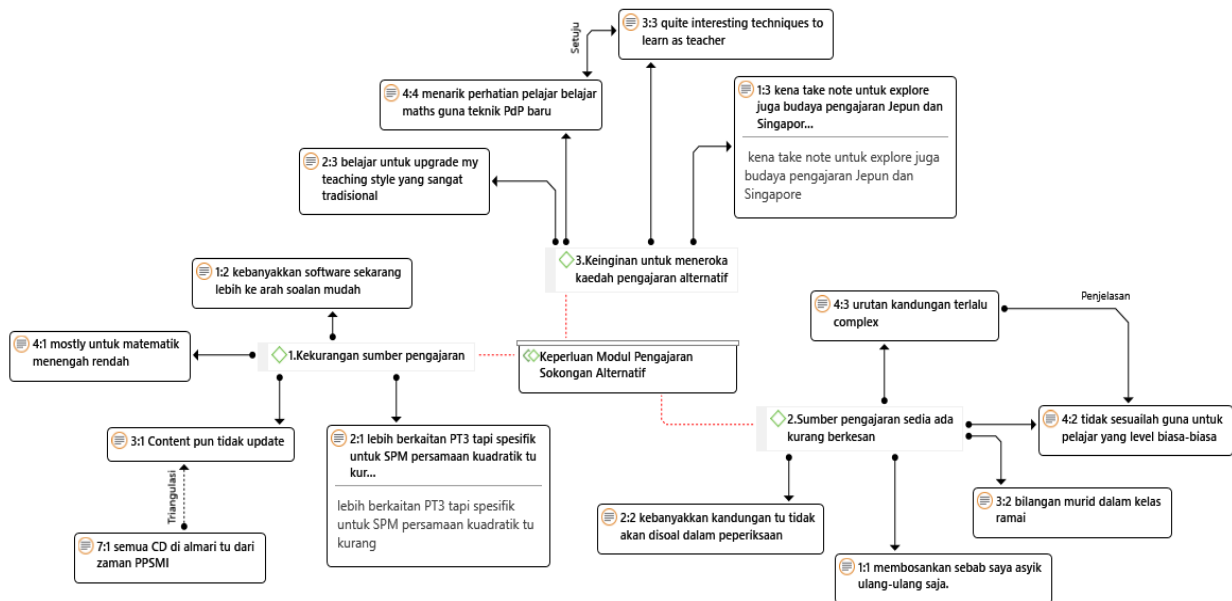 3:3 quite interesting techniques to
learn as teacher
Setuju
4:4 menarik perhatian pelajar belajar
maths guna teknik PdP baru
1:3 kena take note untuk explore
juga budaya pengajaran Jepun dan
Singapor...
kena take note untuk explore juga
budaya pengajaran Jepun dan
Singapore
2:3 belajar untuk upgrade my
teaching style yang sangat
tradisional
3.Keinginan untuk meneroka
kaedah pengajaran alternatif
1:2 kebanyakkan software sekarang
lebih ke arah soalan mudah
4:3 urutan kandungan terlalu
complex
Penjelasan
4:1 mostly untuk matematik
menengah rendah
1.Kekurangan sumber pengajaran
Keperluan Modul Pengajaran
Sokongan Alternatif
2.Sumber pengajaran sedia ada
kurang berkesan
4:2 tidak sesuailah guna untuk
pelajar yang level biasa-biasa
3:1 Content pun tidak update
2:1 lebih berkaitan PT3 tapi spesifik
untuk SPM persamaan kuadratik tu
kur...
lebih berkaitan PT3 tapi spesifik
untuk SPM persamaan kuadratik tu
kurang
Triangulasi
3:2 bilangan murid dalam kelas
ramai
2:2 kebanyakkan kandungan tu tidak
akan disoal dalam peperiksaan
7:1 semua CD di almari tu dari
zaman PPSMI
1:1 membosankan sebab saya asyik
ulang-ulang saja.